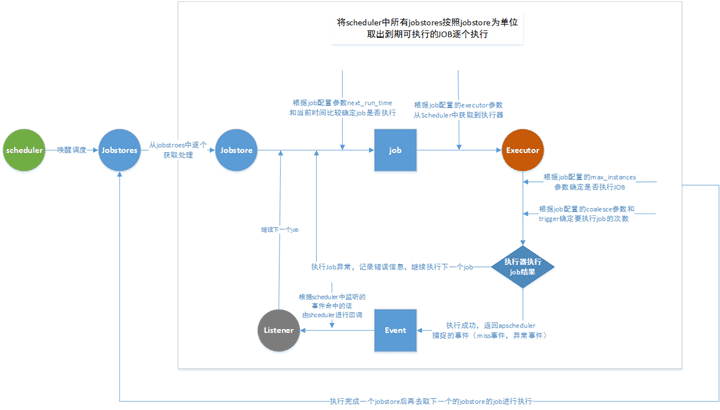 将scheduler中所有jobstores按照jobstore为单位
取出到期可执行的JOB逐个执行
根据job配置参数next_run_time
和当前时间比较确定job是否执行
根据job配置的executor参数
从Scheduler中获取到执行器
scheduler
唤醒调度
Jobstores
从jobstroes中逐个
获取处理
Jobstore
job
Executor
根据job配置的max_instances
参数确定是否执行JOB
根据job配置的coalesce参数和
trigger确定要执行job的次数
继续下一个job
执行Job异常，记录错误信息，继续执行下一个job
执行器执行
job结果
根据scheduler中监听的
事件命中的话
由shceduler进行回调
Listener
Event
执行成功，返回apscheduler
捕捉的事件（miss事件，异常事件）
执行完成一个jobstore后再去取下一个的jobstore的job进行执行